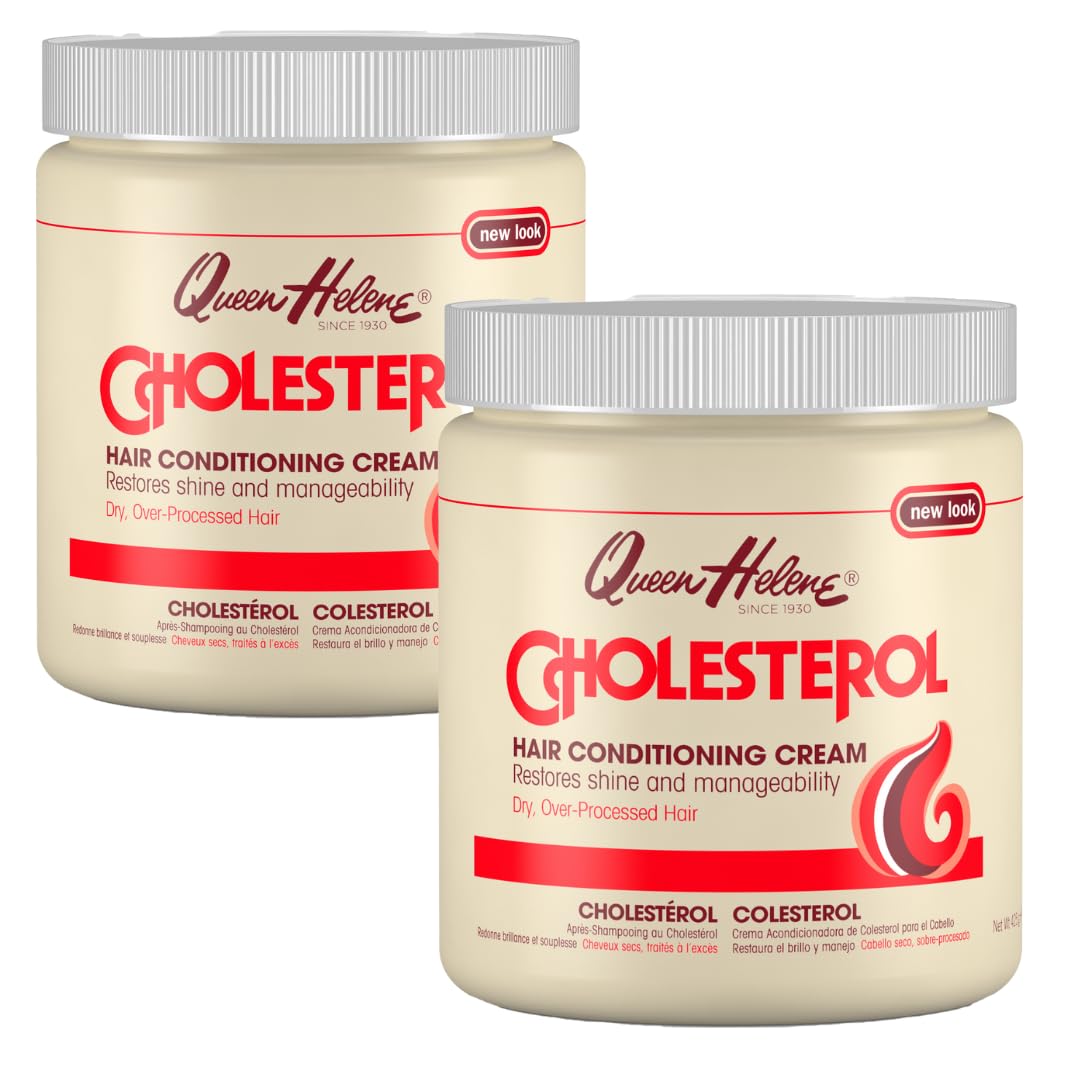 new look
Queen Helene®
SINCE 1930
CHOLESTER
HAIR CONDITIONING CREAM
Restores shine and manageability
Dry, Over-Processed Hair
CHOLESTÉROL COLESTEROL
Après-Shampooing au Cholestérol Crema Acondicionadora de C
Redonne brillance et souplesse Cheveux secs, traités à l'excès Restaura el brillo y manejo C
new look
Queen Helene®
SINCE 1930
CHOLESTEROL
HAIR CONDITIONING CREAM
Restores shine and manageability
Dry, Over-Processed Hair
CHOLESTÉROL COLESTEROL
Après-Shampooing au Cholestérol Crema Acondicionadora de Colesterol para el Cabello
Redonne brillance et souplesse Cheveux secs, traités à l'excès Restaura el brillo y manejo Cabello seco, sobre-procesado
Net Wt